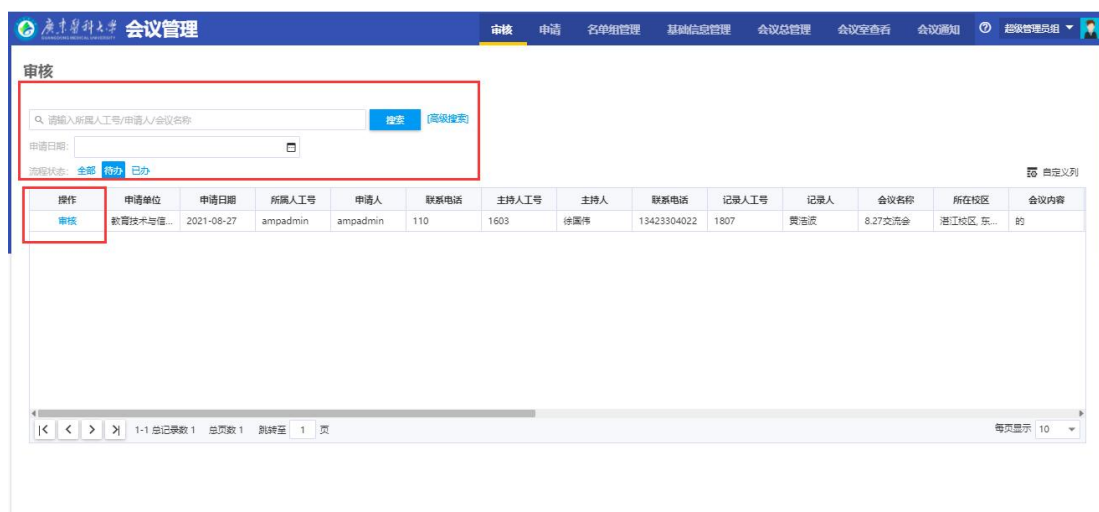 广东医科大学 会议管理 审核 申请 名单组管理 基础信息管理 会议总管理 会议室查看 会议通知 超级管理员组
GUANGDONG MEDICAL UNIVERSITY
审核
请输入所属人工号/申请人/会议名称 搜索 [高级搜索]
申请日期:
流程状态: 全部 待办 已办 自定义列
操作 申请单位 申请日期 所属人工号 申请人 联系电话 主持人工号 主持人 联系电话 记录人工号 记录人 会议名称 所在校区 会议内容
审核 教育技术与信... 2021-08-27 ampadmin ampadmin 110 1603 徐国伟 13423304022 1807 黄浩波 8.27交流会 湛江校区, 东... 的
1-1 总记录数 1 总页数 1 跳转至 1 页 每页显示 10